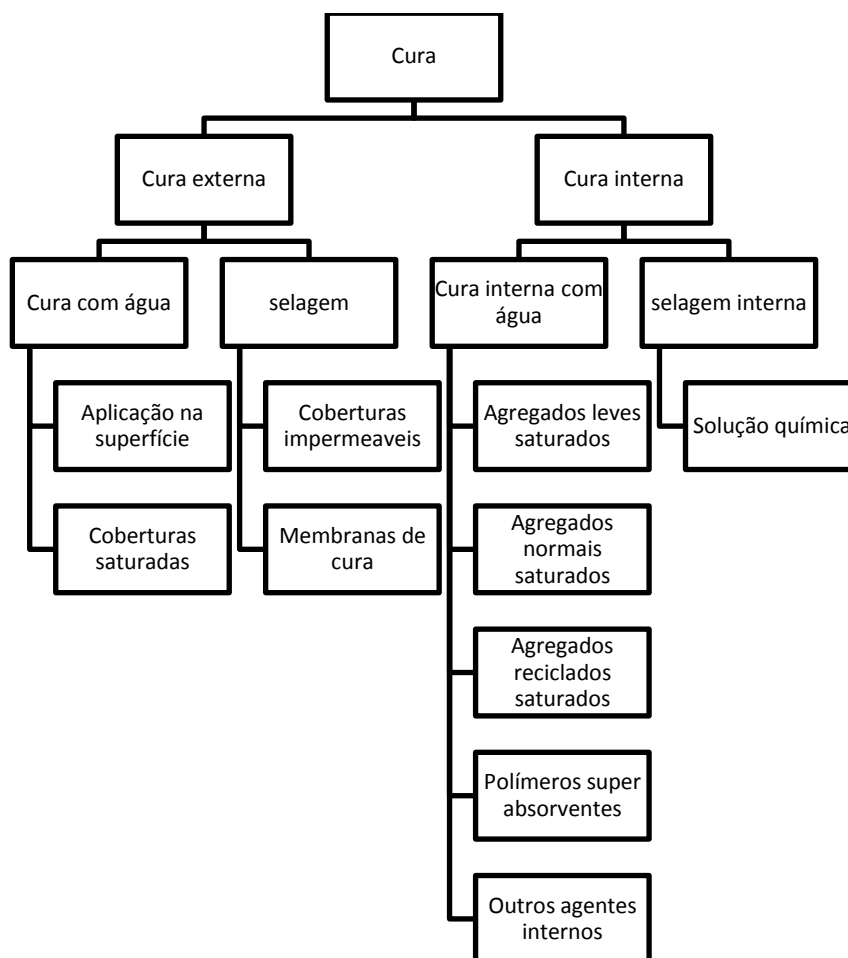 Cura
Cura externa
Cura interna
Cura com água
selagem
Cura interna com
água
selagem interna
Aplicação na
superfície
Coberturas
impermeaveis
Agregados leves
saturados
Solução química
Coberturas
saturadas
Membranas de
cura
Agregados
normais
saturados
Agregados
reciclados
saturados
Polímeros super
absorventes
Outros agentes
internos